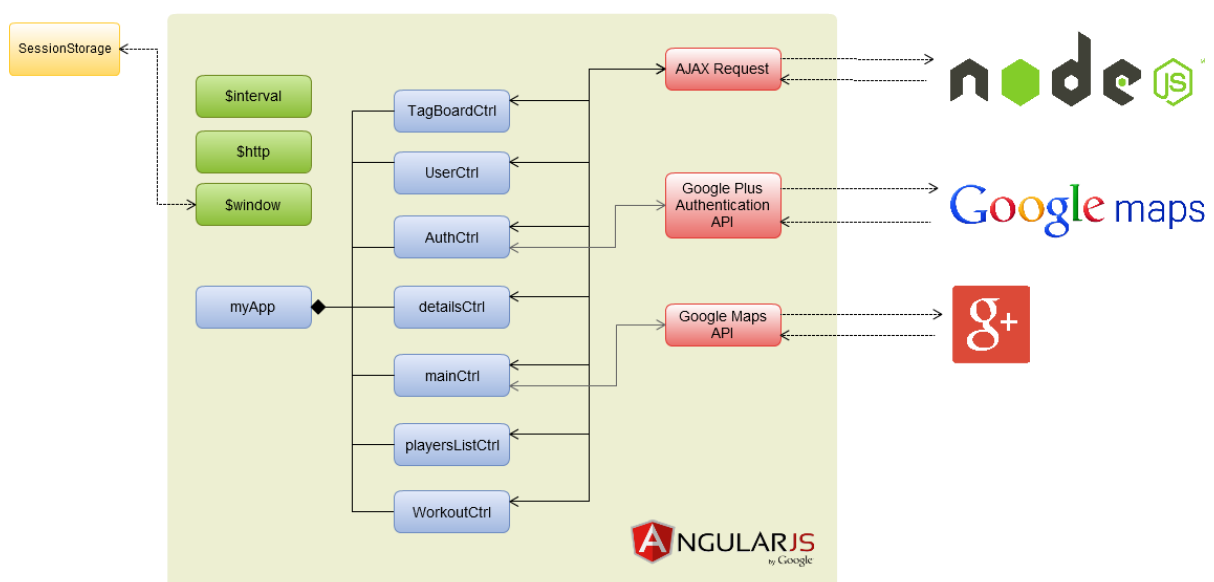 SessionStorage
$interval
$http
$window
myApp
TagBoardCtrl
UserCtrl
AuthCtrl
detailsCtrl
mainCtrl
playersListCtrl
WorkoutCtrl
AJAX Request
Google Plus
Authentication
API
Google Maps
API
node
JS
Google maps
g+
ANGULARJS
by Google